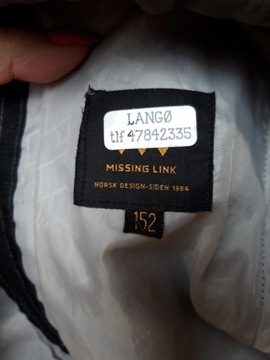 LANGØ
tlf 47842335
MISSING LINK
NORSK DESIGN-SIDEN 1984
152